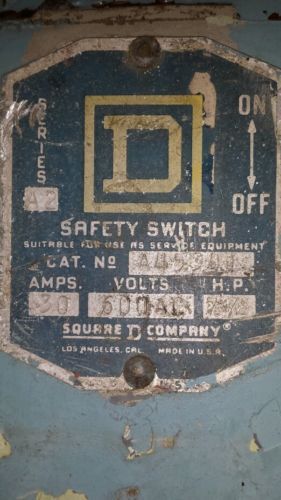 SERIES
A2
D
ON
OFF
SAFETY SWITCH
SUITABLE FOR USE AS SERVICE EQUIPMENT
CAT. Nº
AMPS. VOLTS H.P.
30 600AC
SQUARE D COMPANY®
LOS ANGELES, CAL. MADE IN U.S.A.